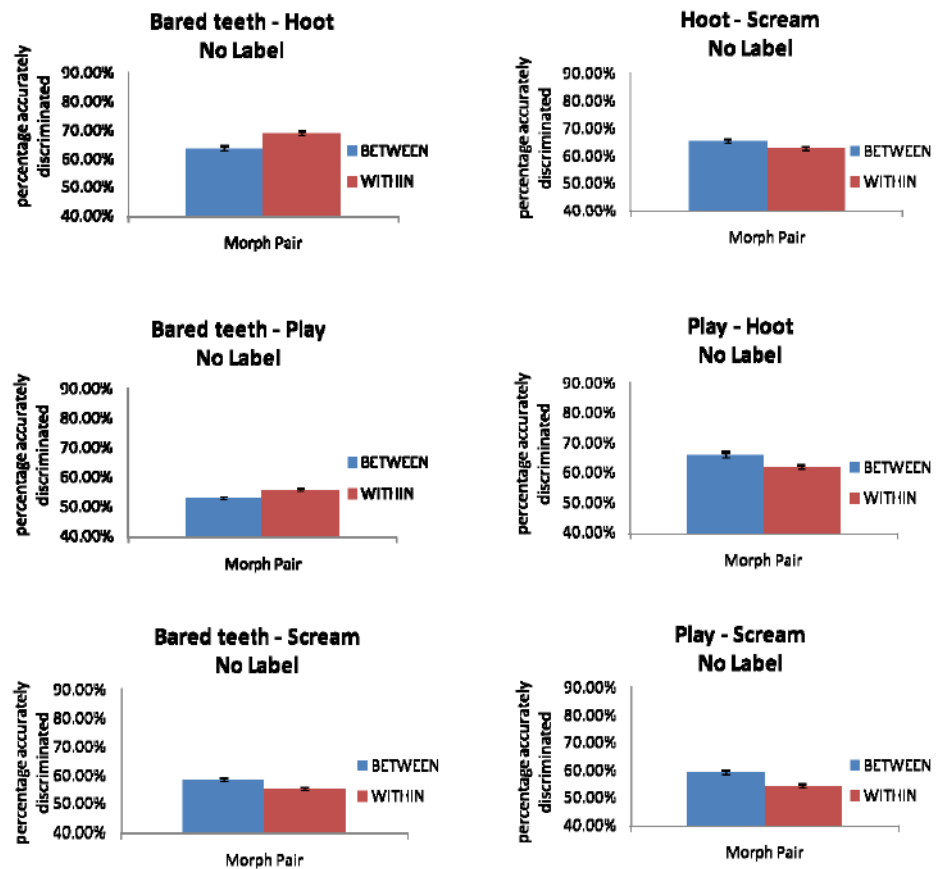 Bared teeth - Hoot
No Label
percentage accurately
discriminated
90.00%
80.00%
70.00%
60.00%
50.00%
40.00%
BETWEEN
WITHIN
Morph Pair
Hoot - Scream
No Label
percentage accurately
discriminated
90.00%
80.00%
70.00%
60.00%
50.00%
40.00%
BETWEEN
WITHIN
Morph Pair
Bared teeth - Play
No Label
percentage accurately
discriminated
90.00%
80.00%
70.00%
60.00%
50.00%
40.00%
BETWEEN
WITHIN
Morph Pair
Play - Hoot
No Label
percentage accurately
discriminated
90.00%
80.00%
70.00%
60.00%
50.00%
40.00%
BETWEEN
WITHIN
Morph Pair
Bared teeth - Scream
No Label
percentage accurately
discriminated
90.00%
80.00%
70.00%
60.00%
50.00%
40.00%
BETWEEN
WITHIN
Morph Pair
Play - Scream
No Label
percentage accurately
discriminated
90.00%
80.00%
70.00%
60.00%
50.00%
40.00%
BETWEEN
WITHIN
Morph Pair